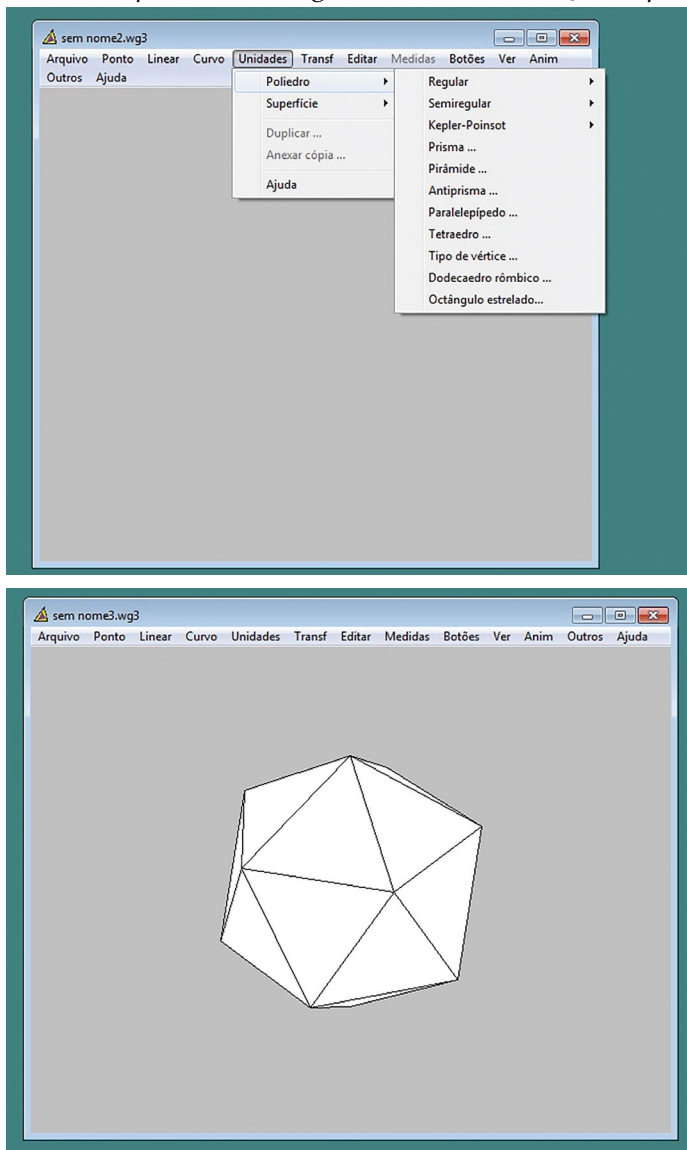 sem nome2.wg3
Arquivo Ponto Linear Curvo Unidades Transf Editar Medidas Botões Ver Anim
Outros Ajuda
Poliedro
Superfície
Duplicar ...
Anexar cópia ...
Ajuda
Regular
Semiregular
Kepler-Poinsot
Prisma ...
Pirâmide ...
Antiprisma ...
Paralelepípedo ...
Tetraedro ...
Tipo de vértice ...
Dodecaedro rômbico ...
Octângulo estrelado...
sem nome3.wg3
Arquivo Ponto Linear Curvo Unidades Transf Editar Medidas Botões Ver Anim Outros Ajuda